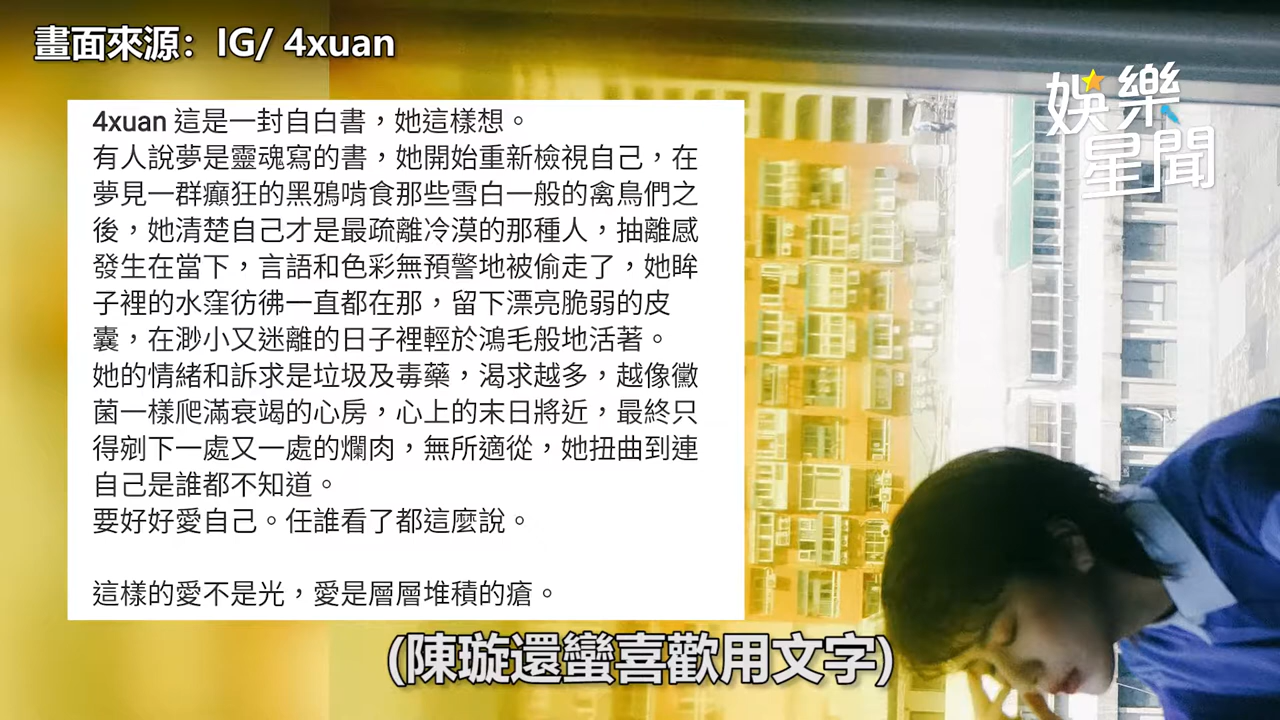 畫面來源：IG/ 4xuan
娛樂
星聞
4xuan 這是一封自白書，她這樣想。
有人說夢是靈魂寫的書，她開始重新檢視自己，在
夢見一群癲狂的黑鴉啃食那些雪白一般的禽鳥們之
後，她清楚自己才是最疏離冷漠的那種人，抽離感
發生在當下，言語和色彩無預警地被偷走了，她眸
子裡的水窪彷彿一直都在那，留下漂亮脆弱的皮
囊，在渺小又迷離的日子裡輕於鴻毛般地活著。
她的情緒和訴求是垃圾及毒藥，渴求越多，越像黴
菌一樣爬滿衰竭的心房，心上的末日將近，最終只
得剜下一處又一處的爛肉，無所適從，她扭曲到連
自己是誰都不知道。
要好好愛自己。任誰看了都這麼說。
這樣的愛不是光，愛是層層堆積的瘡。
(陳璇還蠻喜歡用文字)